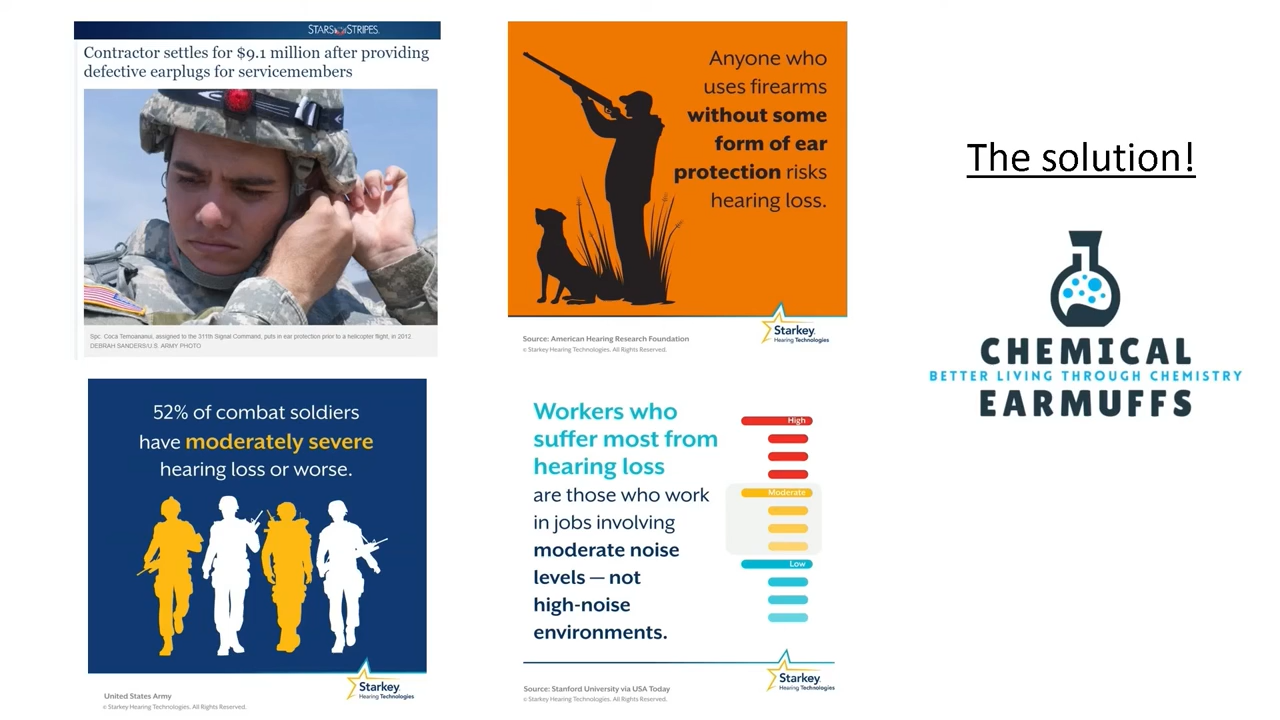 STARS AND STRIPES.
Contractor settles for $9.1 million after providing
defective earplugs for servicemembers
Spc. Coca Temoananui, assigned to the 311th Signal Command, puts in ear protection prior to a helicopter flight, in 2012
DEBRAH SANDERS/U.S. ARMY PHOTO
Anyone who
uses firearms
without some
form of ear
protection risks
hearing loss.
Starkey
Hearing Technologies
Source: American Hearing Research Foundation
© Starkey Hearing Technologies. All Rights Reserved.
The solution!
CHEMICAL
BETTER LIVING THROUGH CHEMISTRY
EARMUFFS
52% of combat soldiers
have moderately severe
hearing loss or worse.
Starkey
Hearing Technologies
United States Army
© Starkey Hearing Technologies. All Rights Reserved.
Workers who
suffer most from
hearing loss
are those who work
in jobs involving
moderate noise
levels — not
high-noise
environments.
High
Moderate
Low
Starkey
Hearing Technologies
Source: Stanford University via USA Today
© Starkey Hearing Technologies. All Rights Reserved.